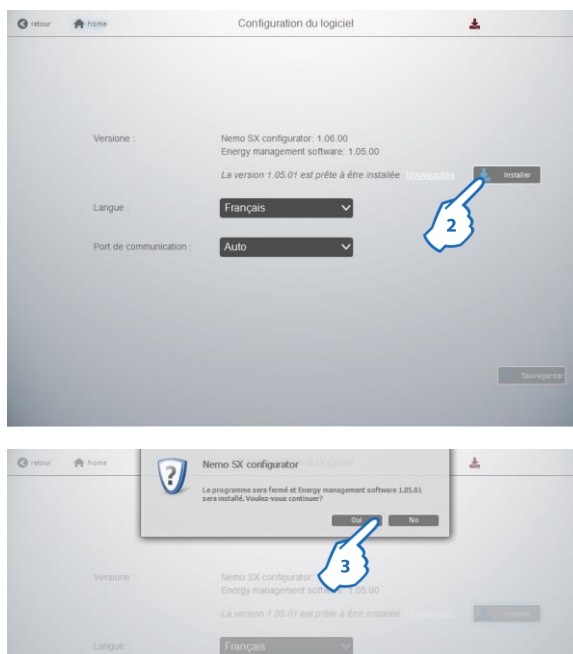 retour home Configuration du logiciel
Versione : Nemo SX configurator: 1.06.00
Energy management software: 1.05.00
La version 1.05.01 est prête à être installée. Nouveautés Installer
Langue : Français
2
Port de communication : Auto
Sauvegarder
retour home Nemo SX configurator du logiciel
Le programme sera fermé et Energy management software 1.05.01
sera installé. Voulez-vous continuer?
Oui No
3
Versione : Nemo SX configurator:
Energy management software: 1.05.00
La version 1.05.01 est prête à être installée. Nouveautés Installer
Langue : Français